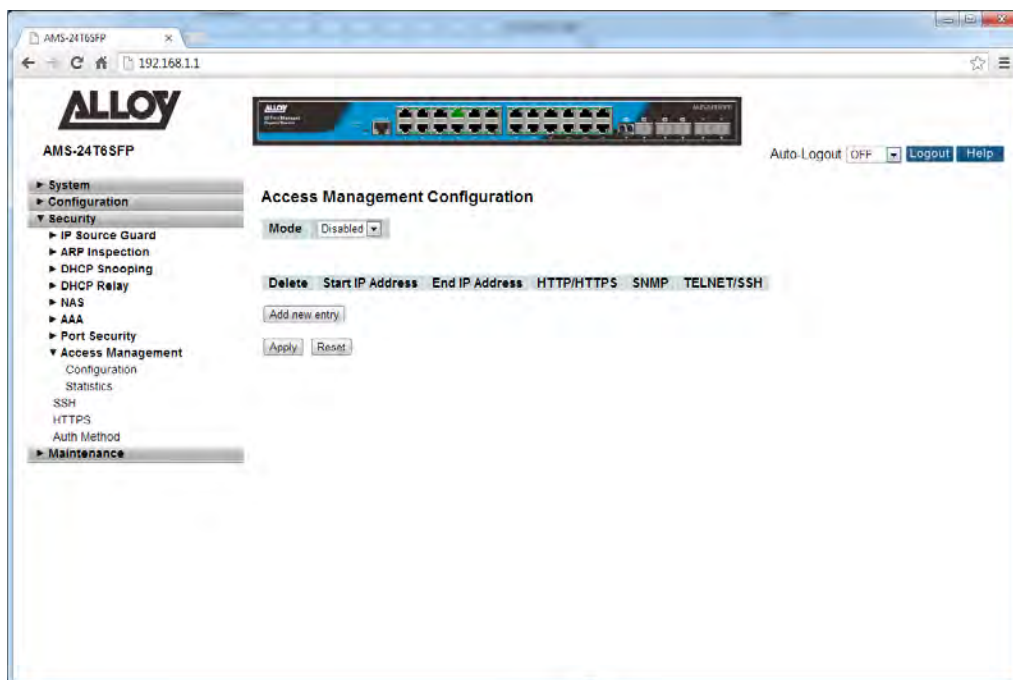 AMS-24T6SFP
192.168.1.1
ALLOY
ALLOY
AMS-24T6SFP
Auto-Logout OFF Logout Help
► System
► Configuration
▼ Security
► IP Source Guard
► ARP Inspection
► DHCP Snooping
► DHCP Relay
► NAS
► AAA
► Port Security
▼ Access Management
Configuration
Statistics
SSH
HTTPS
Auth Method
► Maintenance
Access Management Configuration
Mode Disabled
Delete Start IP Address End IP Address HTTP/HTTPS SNMP TELNET/SSH
Add new entry
Apply Reset